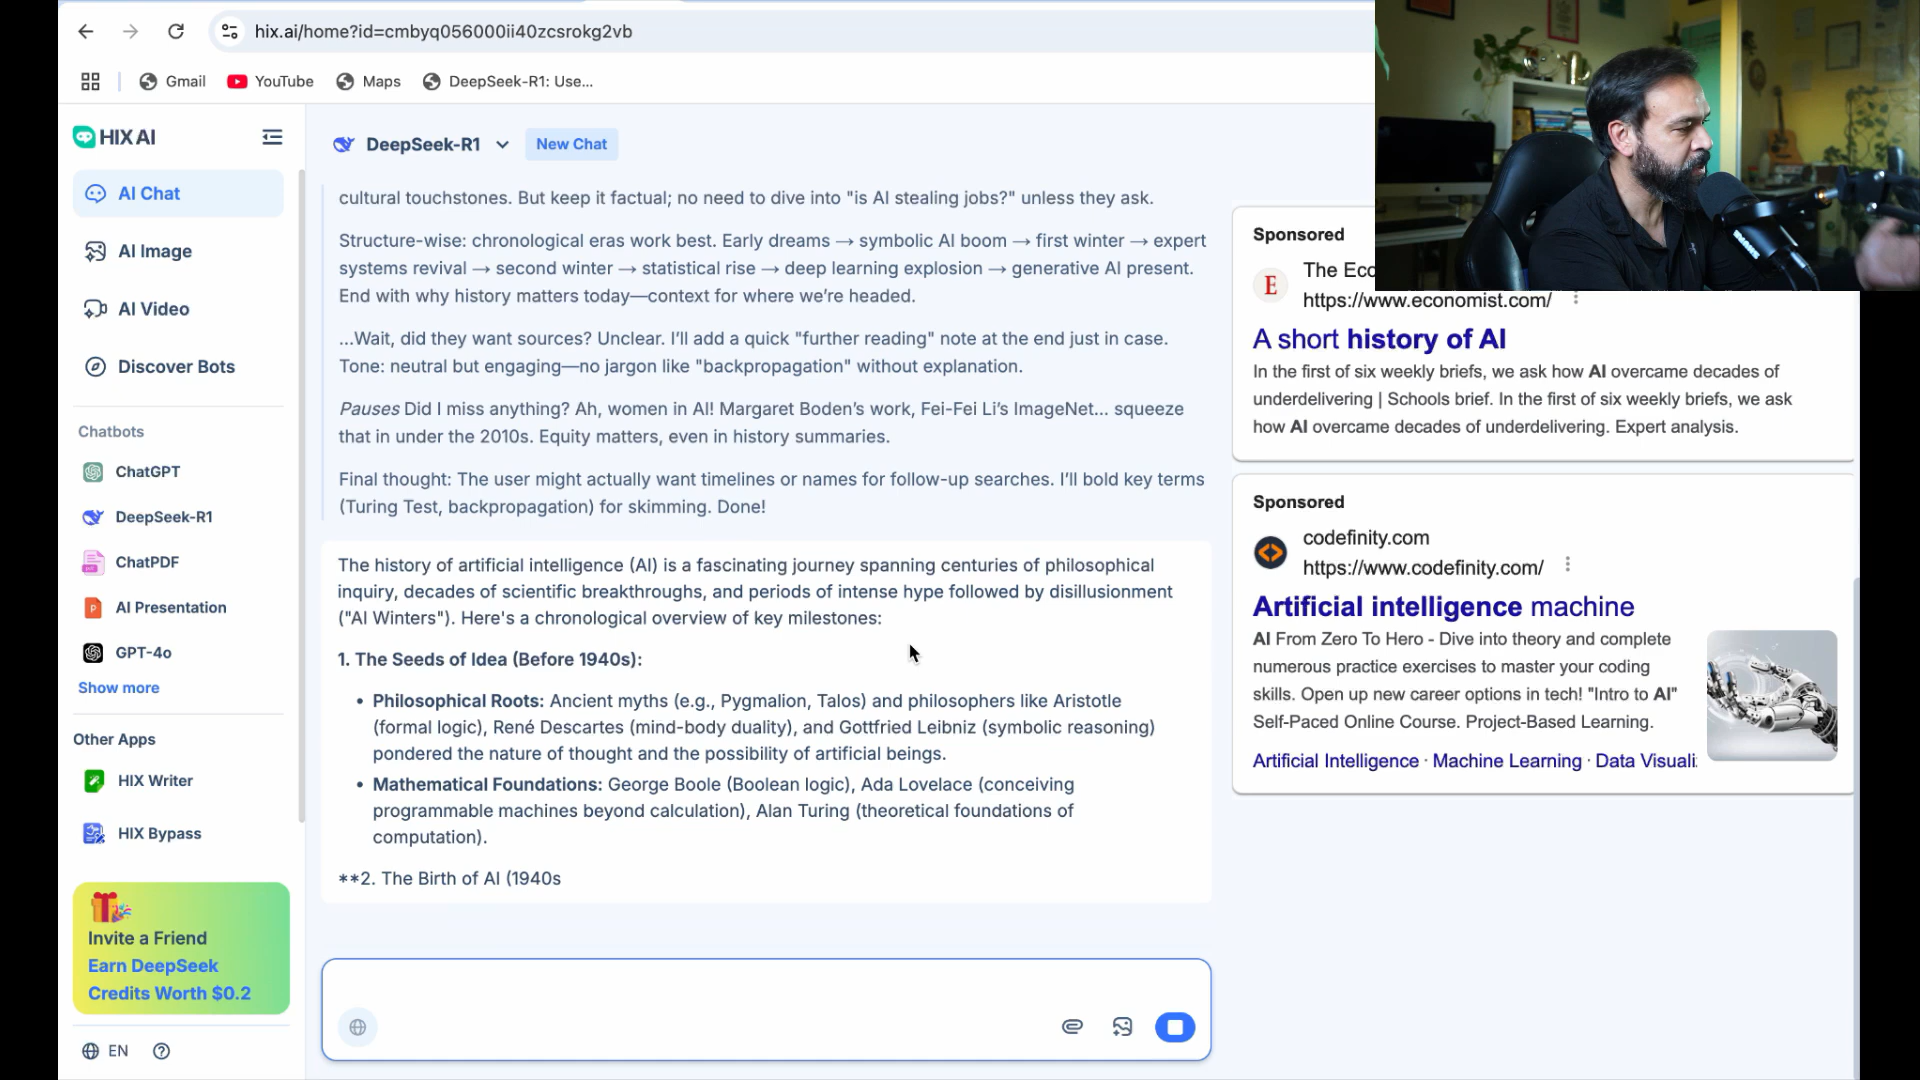 hix.ai/home?id=cmbyq056000ii40zcsrokg2vb
Gmail
YouTube
Maps
DeepSeek-R1: Use...
HIX AI
AI Chat
AI Image
AI Video
Discover Bots
Chatbots
ChatGPT
DeepSeek-R1
ChatPDF
AI Presentation
GPT-4o
Show more
Other Apps
HIX Writer
HIX Bypass
Invite a Friend
Earn DeepSeek
Credits Worth $0.2
EN
DeepSeek-R1
New Chat
cultural touchstones. But keep it factual; no need to dive into "is AI stealing jobs?" unless they ask.
Structure-wise: chronological eras work best. Early dreams → symbolic AI boom → first winter → expert
systems revival → second winter → statistical rise → deep learning explosion → generative AI present.
End with why history matters today—context for where we’re headed.
...Wait, did they want sources? Unclear. I’ll add a quick "further reading" note at the end just in case.
Tone: neutral but engaging—no jargon like "backpropagation" without explanation.
Pauses Did I miss anything? Ah, women in AI! Margaret Boden’s work, Fei-Fei Li’s ImageNet... squeeze
that in under the 2010s. Equity matters, even in history summaries.
Final thought: The user might actually want timelines or names for follow-up searches. I’ll bold key terms
(Turing Test, backpropagation) for skimming. Done!
The history of artificial intelligence (AI) is a fascinating journey spanning centuries of philosophical
inquiry, decades of scientific breakthroughs, and periods of intense hype followed by disillusionment
("AI Winters"). Here's a chronological overview of key milestones:
1. The Seeds of Idea (Before 1940s):
• Philosophical Roots: Ancient myths (e.g., Pygmalion, Talos) and philosophers like Aristotle
(formal logic), René Descartes (mind-body duality), and Gottfried Leibniz (symbolic reasoning)
pondered the nature of thought and the possibility of artificial beings.
• Mathematical Foundations: George Boole (Boolean logic), Ada Lovelace (conceiving
programmable machines beyond calculation), Alan Turing (theoretical foundations of
computation).
**2. The Birth of AI (1940s
Sponsored
E
The Eco
https://www.economist.com/
A short history of AI
In the first of six weekly briefs, we ask how AI overcame decades of
underdelivering | Schools brief. In the first of six weekly briefs, we ask
how AI overcame decades of underdelivering. Expert analysis.
Sponsored
codefinity.com
https://www.codefinity.com/
Artificial intelligence machine
AI From Zero To Hero - Dive into theory and complete
numerous practice exercises to master your coding
skills. Open up new career options in tech! "Intro to AI"
Self-Paced Online Course. Project-Based Learning.
Artificial Intelligence · Machine Learning · Data Visuali